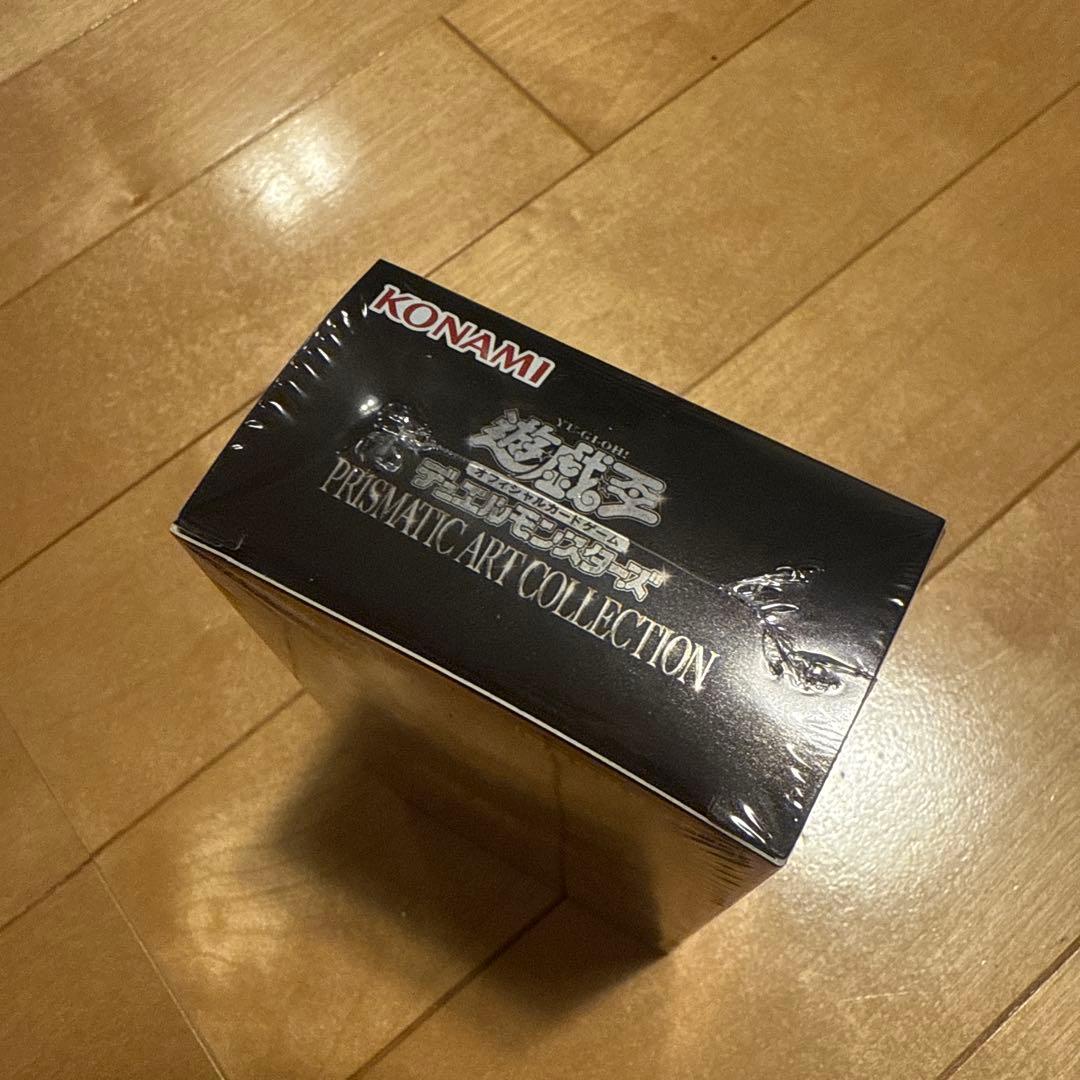 KONAMI
YU-GI-OH!
遊戯王
オフィシャルカードゲーム
デュエルモンスターズ
PRISMATIC ART COLLECTION